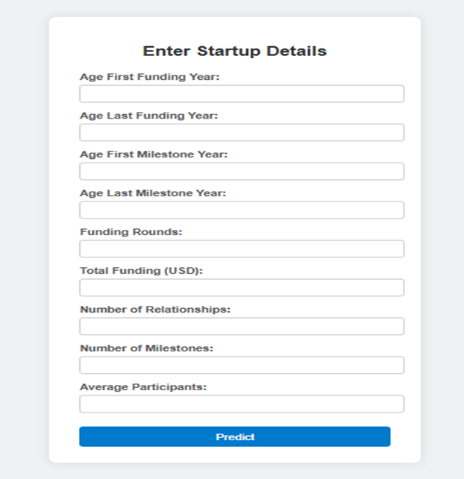 Enter Startup Details
Age First Funding Year:
Age Last Funding Year:
Age First Milestone Year:
Age Last Milestone Year:
Funding Rounds:
Total Funding (USD):
Number of Relationships:
Number of Milestones:
Average Participants:
Predict